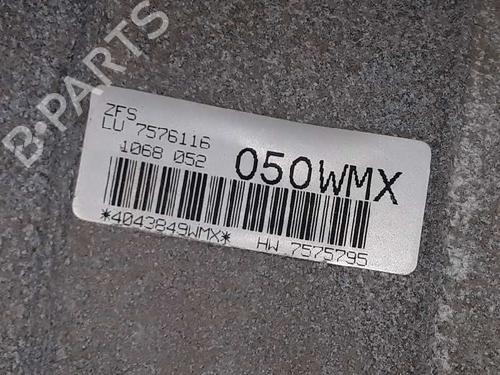 ZFS
LU 7576116
1068 052
050WMX
*4043849WMX* HW 7575795
B-PARTS